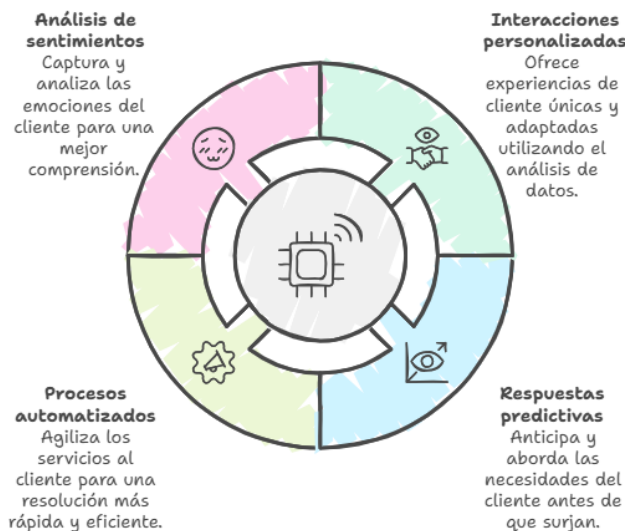 Análisis de
sentimientos
Captura y
analiza las
emociones del
cliente para una
mejor
comprensión.
Interacciones
personalizadas
Ofrece
experiencias de
cliente únicas y
adaptadas
utilizando el
análisis de
datos.
Procesos
automatizados
Agiliza los
servicios al
cliente para una
resolución más
rápida y eficiente.
Respuestas
predictivas
Anticipa y
aborda las
necesidades del
cliente antes de
que surjan.